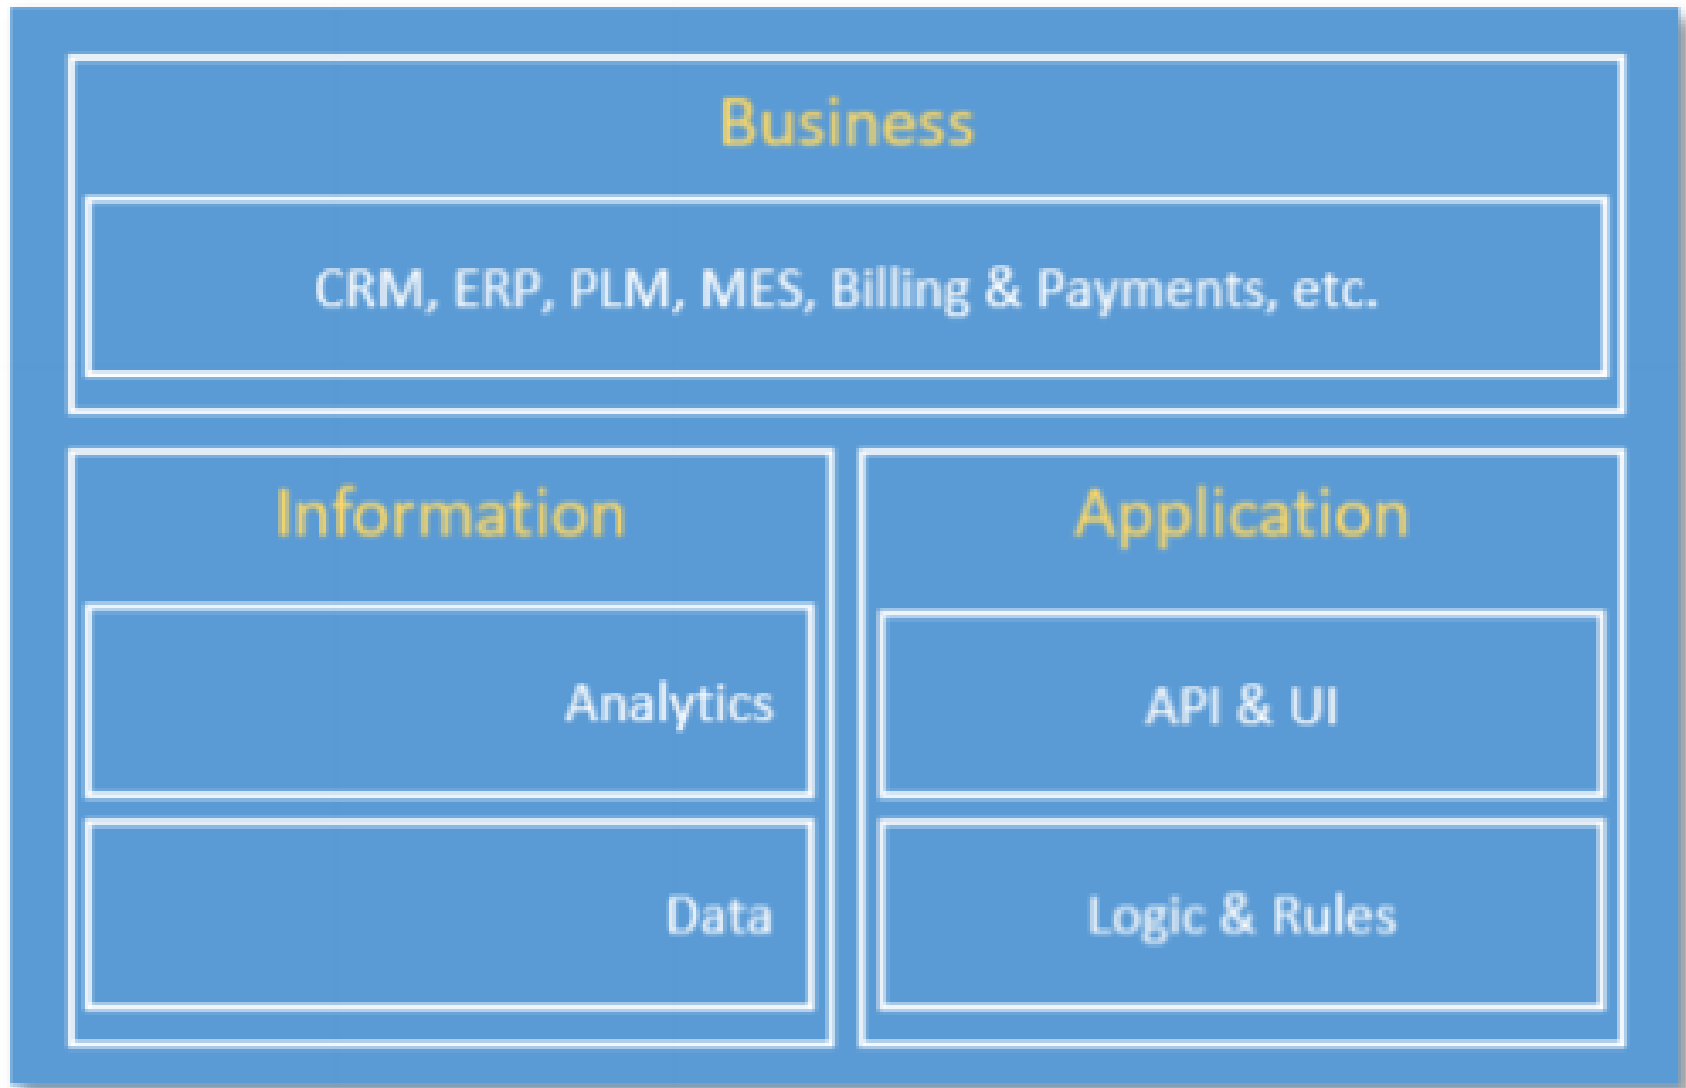 Business
CRM, ERP, PLM, MES, Billing & Payments, etc.
Information
Analytics
Data
Application
API & UI
Logic & Rules